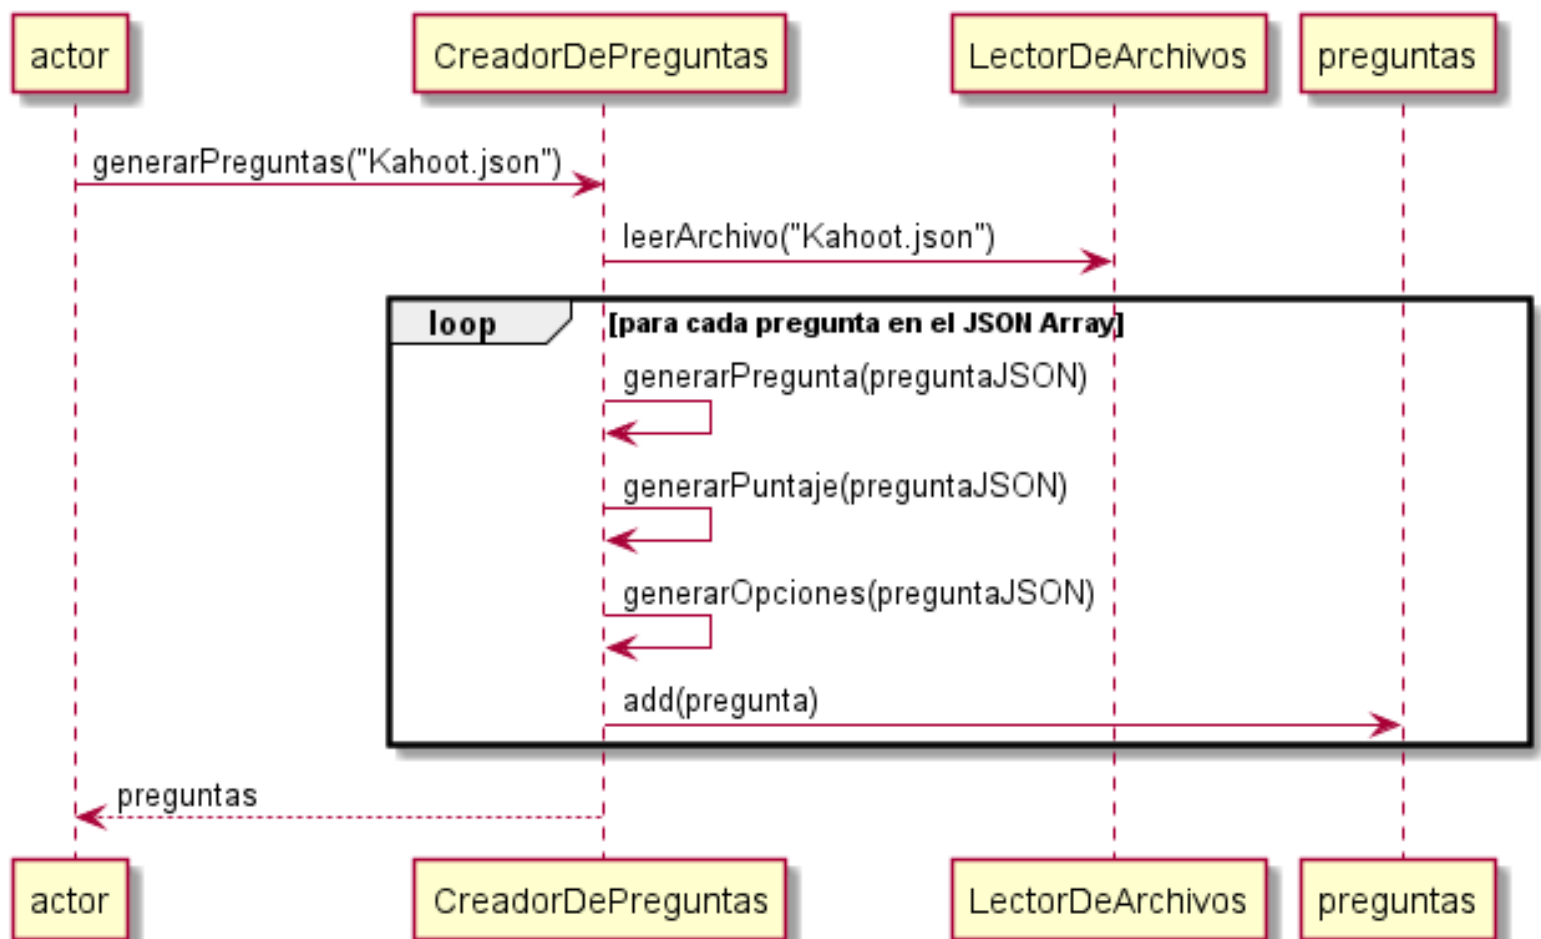 actor
CreadorDePreguntas
LectorDeArchivos
preguntas
generarPreguntas("Kahoot.json")
leerArchivo("Kahoot.json")
loop
[para cada pregunta en el JSON Array]
generarPregunta(preguntaJSON)
generarPuntaje(preguntaJSON)
generarOpciones(preguntaJSON)
add(pregunta)
preguntas
actor
CreadorDePreguntas
LectorDeArchivos
preguntas